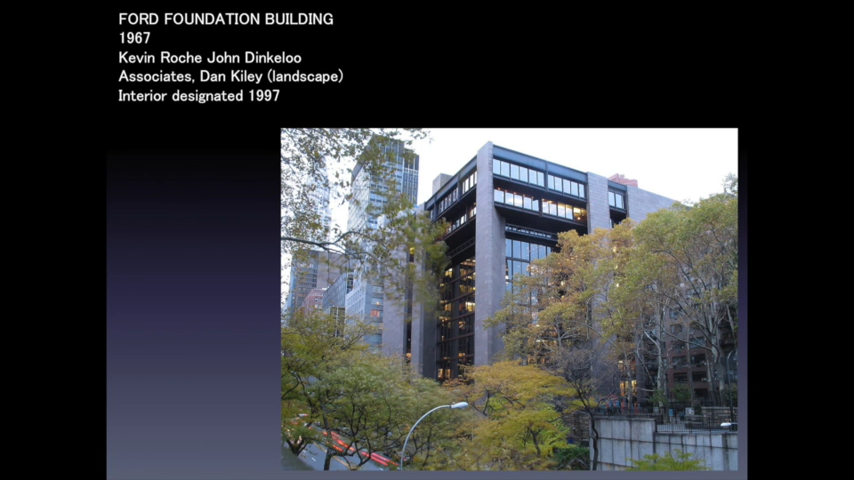 FORD FOUNDATION BUILDING
1967
Kevin Roche John Dinkeloo
Associates, Dan Kiley (landscape)
Interior designated 1997